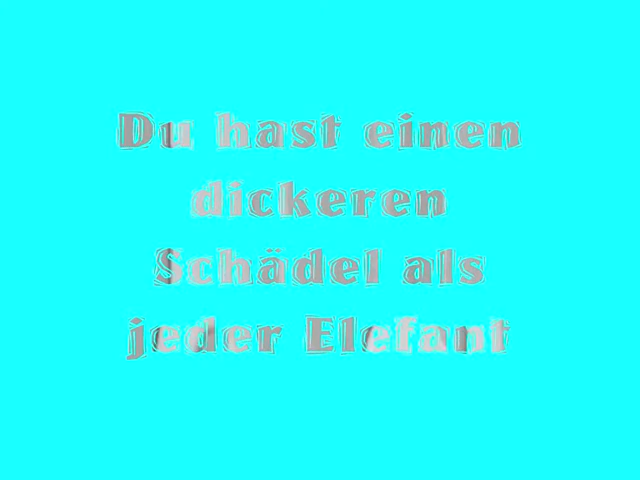 Du hast einen
dickeren
Schädel als
jeder Elefant